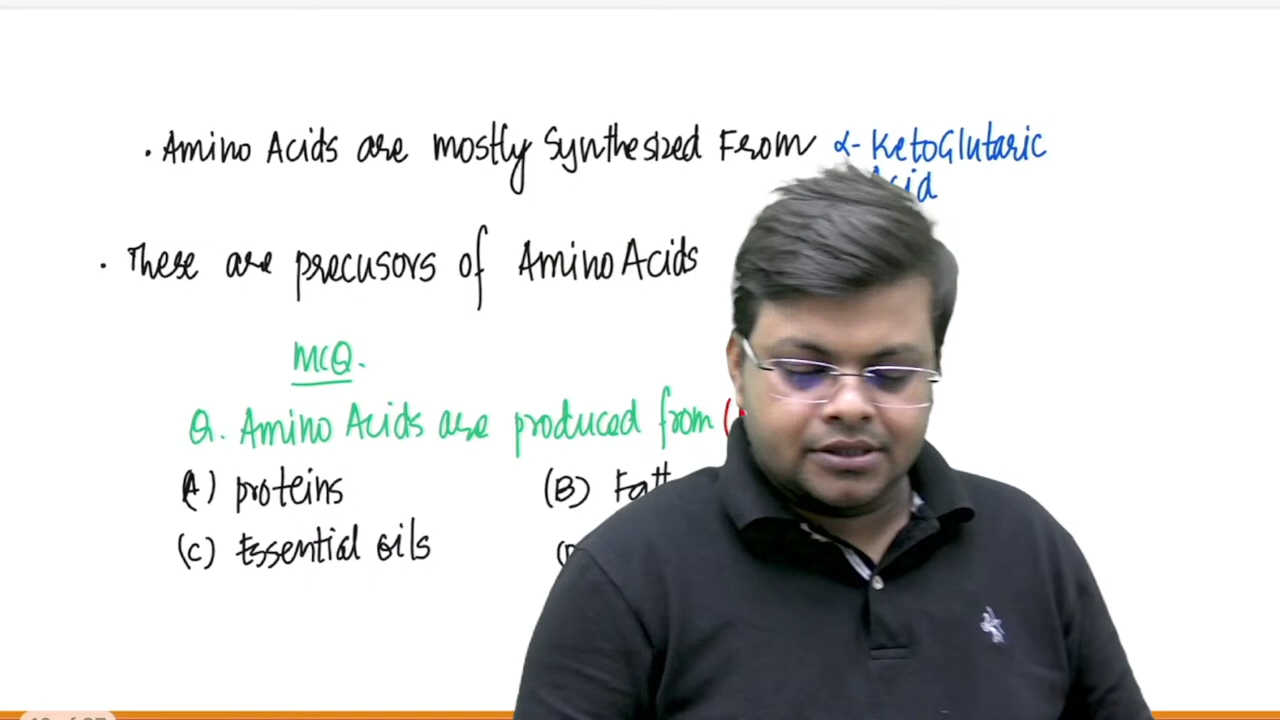 . Amino Acids are mostly Synthesized From α-KetoGlutaric
Acid
. These are precusors of Amino Acids
MCQ.
Q. Amino Acids are produced from (
A) proteins (B)
(C) Essential oils